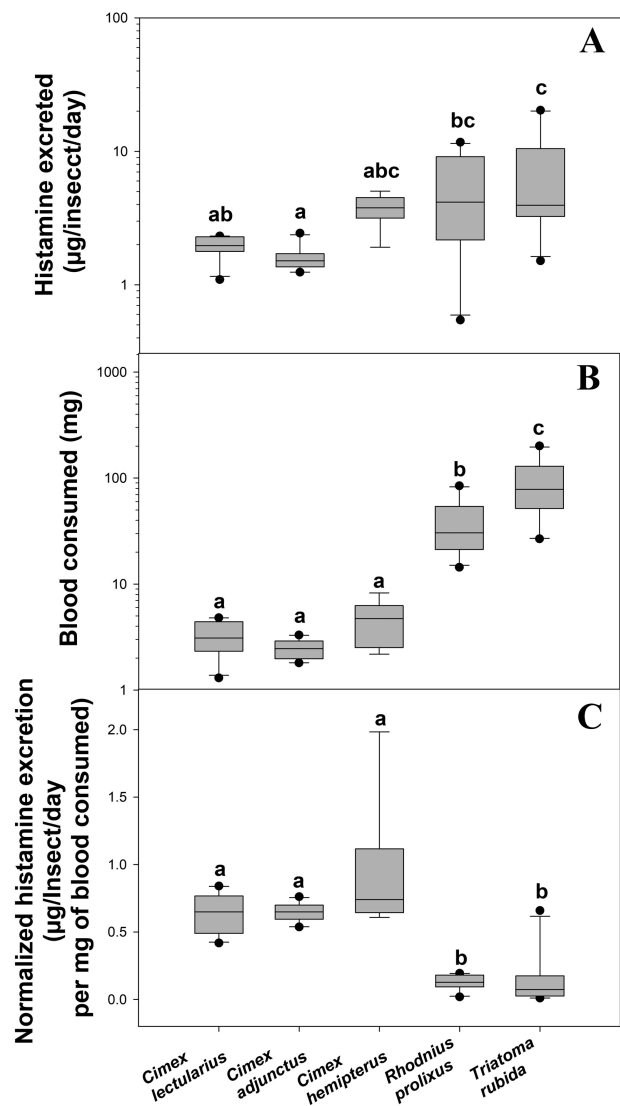 A
Histamine excreted
(µg/insecct/day)
100
10
1
ab
a
abc
bc
c
B
Blood consumed (mg)
1000
100
10
1
a
a
a
b
c
C
Normalized histamine excretion
(µg/Insect/day
per mg of blood consumed)
2.0
1.5
1.0
0.5
0.0
a
a
a
b
b
Cimex
lectularius
Cimex
adjunctus
Cimex
hemipterus
Rhodnius
prolixus
Triatoma
rubida